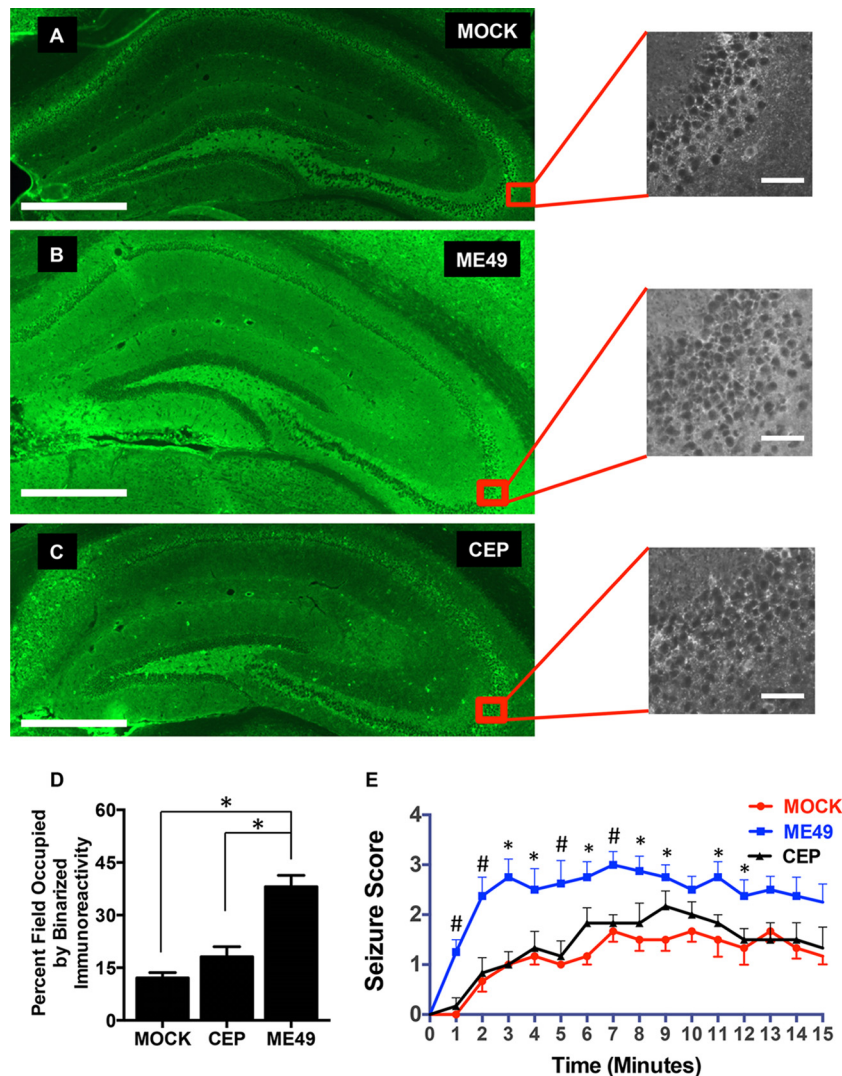 A
MOCK
B
ME49
C
CEP
D
Percent Field Occupied
by Binarized
Immunoreactivity
60
45
30
15
0
*
*
MOCK
CEP
ME49
E
Seizure Score
4
3
2
1
0
MOCK
ME49
CEP
# # * * # * # * * * *
0 1 2 3 4 5 6 7 8 9 10 11 12 13 14 15
Time (Minutes)